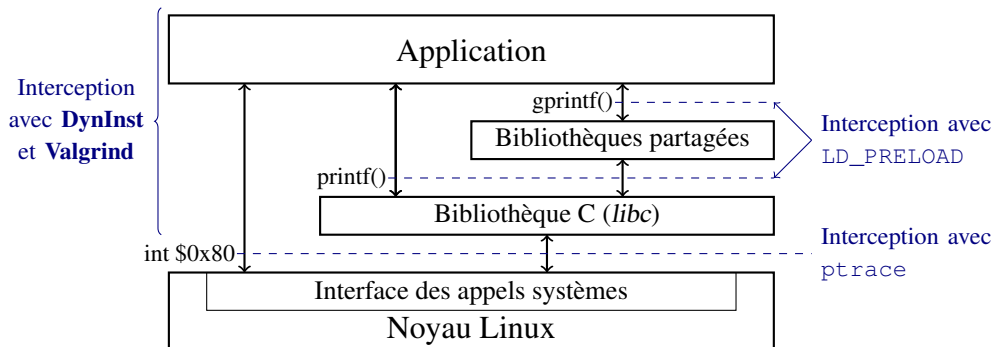 Application
Interception
avec DynInst
et Valgrind
gprintf()
Bibliothèques partagées
Interception avec
LD_PRELOAD
printf()
Bibliothèque C (libc)
int $0x80
Interception avec
ptrace
Interface des appels systèmes
Noyau Linux